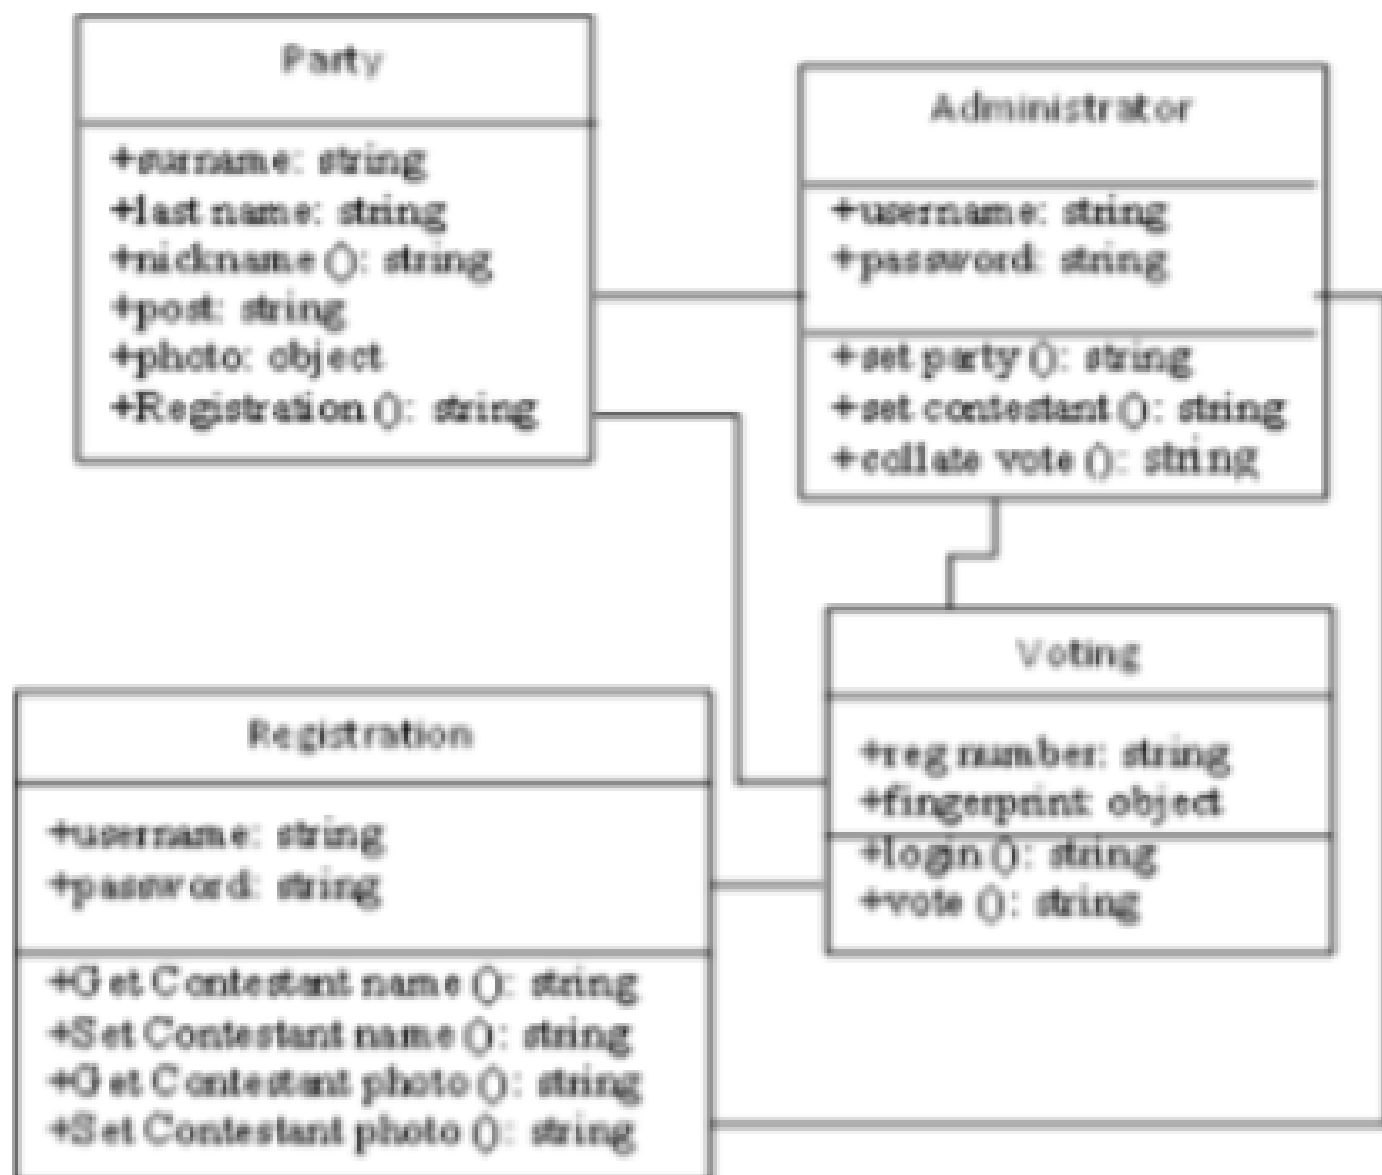 Party
+surname: string
+last name: string
+nickname (): string
+post: string
+photo: object
+Registration (): string
Administrator
+username: string
+password: string
+set party (): string
+set contestant (): string
+collate vote (): string
Voting
+reg number: string
+fingerprint: object
+login (): string
+vote (): string
Registration
+username: string
+password: string
+Get Contestant name (): string
+Set Contestant name (): string
+Get Contestant photo (): string
+Set Contestant photo (): string